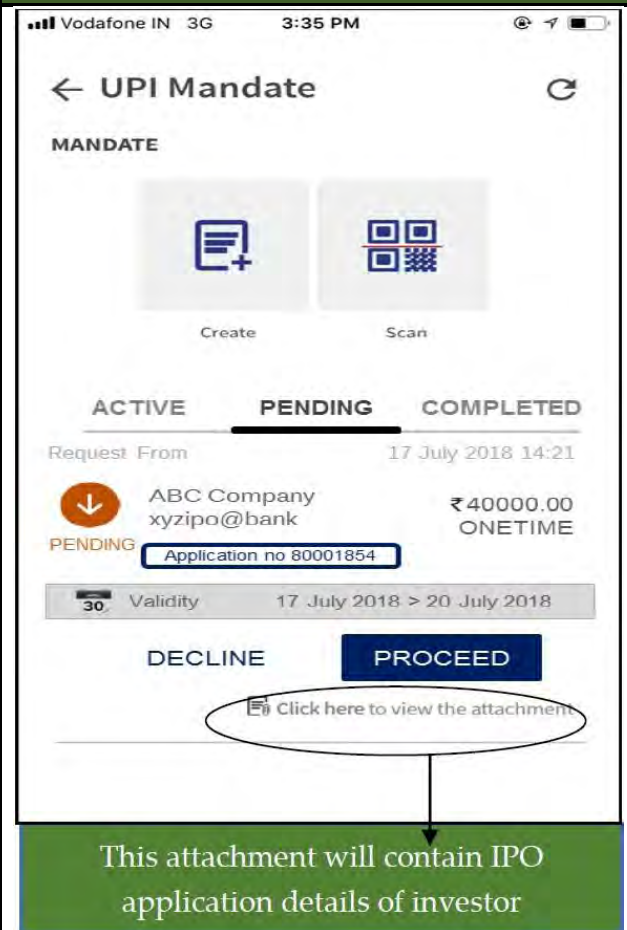 Vodafone IN 3G 3:35 PM
← UPI Mandate
MANDATE
Create Scan
ACTIVE PENDING COMPLETED
Request From 17 July 2018 14:21
ABC Company ₹40000.00
xyzipo@bank ONETIME
PENDING
Application no 80001854
30 Validity 17 July 2018 > 20 July 2018
DECLINE PROCEED
Click here to view the attachment
This attachment will contain IPO
application details of investor